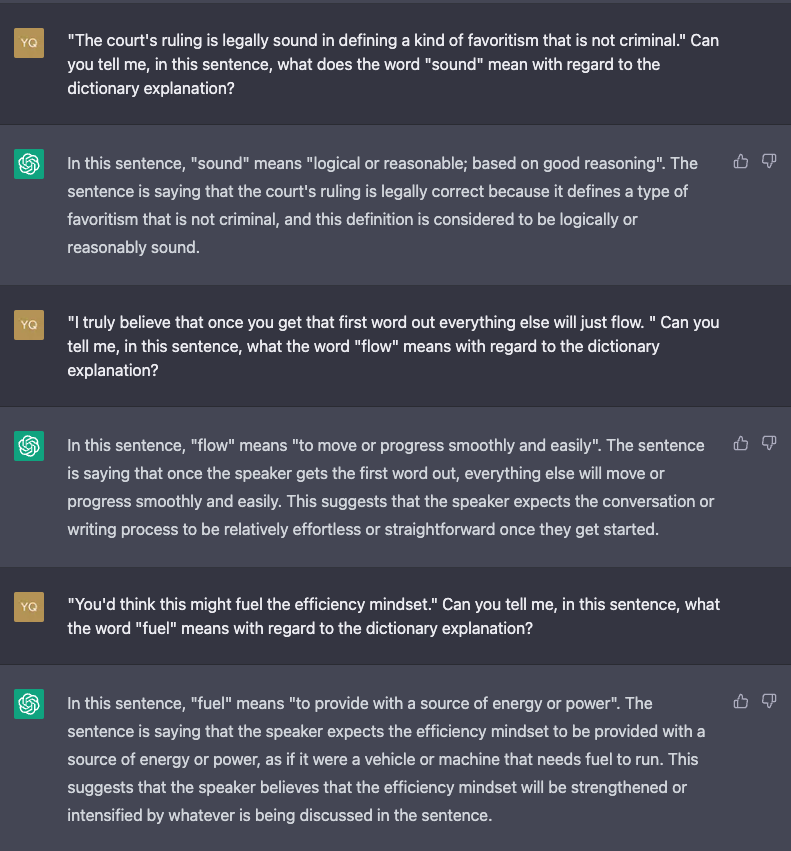 YQ
"The court's ruling is legally sound in defining a kind of favoritism that is not criminal." Can
you tell me, in this sentence, what does the word "sound" mean with regard to the
dictionary explanation?
In this sentence, "sound" means "logical or reasonable; based on good reasoning". The
sentence is saying that the court's ruling is legally correct because it defines a type of
favoritism that is not criminal, and this definition is considered to be logically or
reasonably sound.
YQ
"I truly believe that once you get that first word out everything else will just flow. " Can you
tell me, in this sentence, what the word "flow" means with regard to the dictionary
explanation?
In this sentence, "flow" means "to move or progress smoothly and easily". The sentence
is saying that once the speaker gets the first word out, everything else will move or
progress smoothly and easily. This suggests that the speaker expects the conversation or
writing process to be relatively effortless or straightforward once they get started.
YQ
"You'd think this might fuel the efficiency mindset." Can you tell me, in this sentence, what
the word "fuel" means with regard to the dictionary explanation?
In this sentence, "fuel" means "to provide with a source of energy or power". The
sentence is saying that the speaker expects the efficiency mindset to be provided with a
source of energy or power, as if it were a vehicle or machine that needs fuel to run. This
suggests that the speaker believes that the efficiency mindset will be strengthened or
intensified by whatever is being discussed in the sentence.